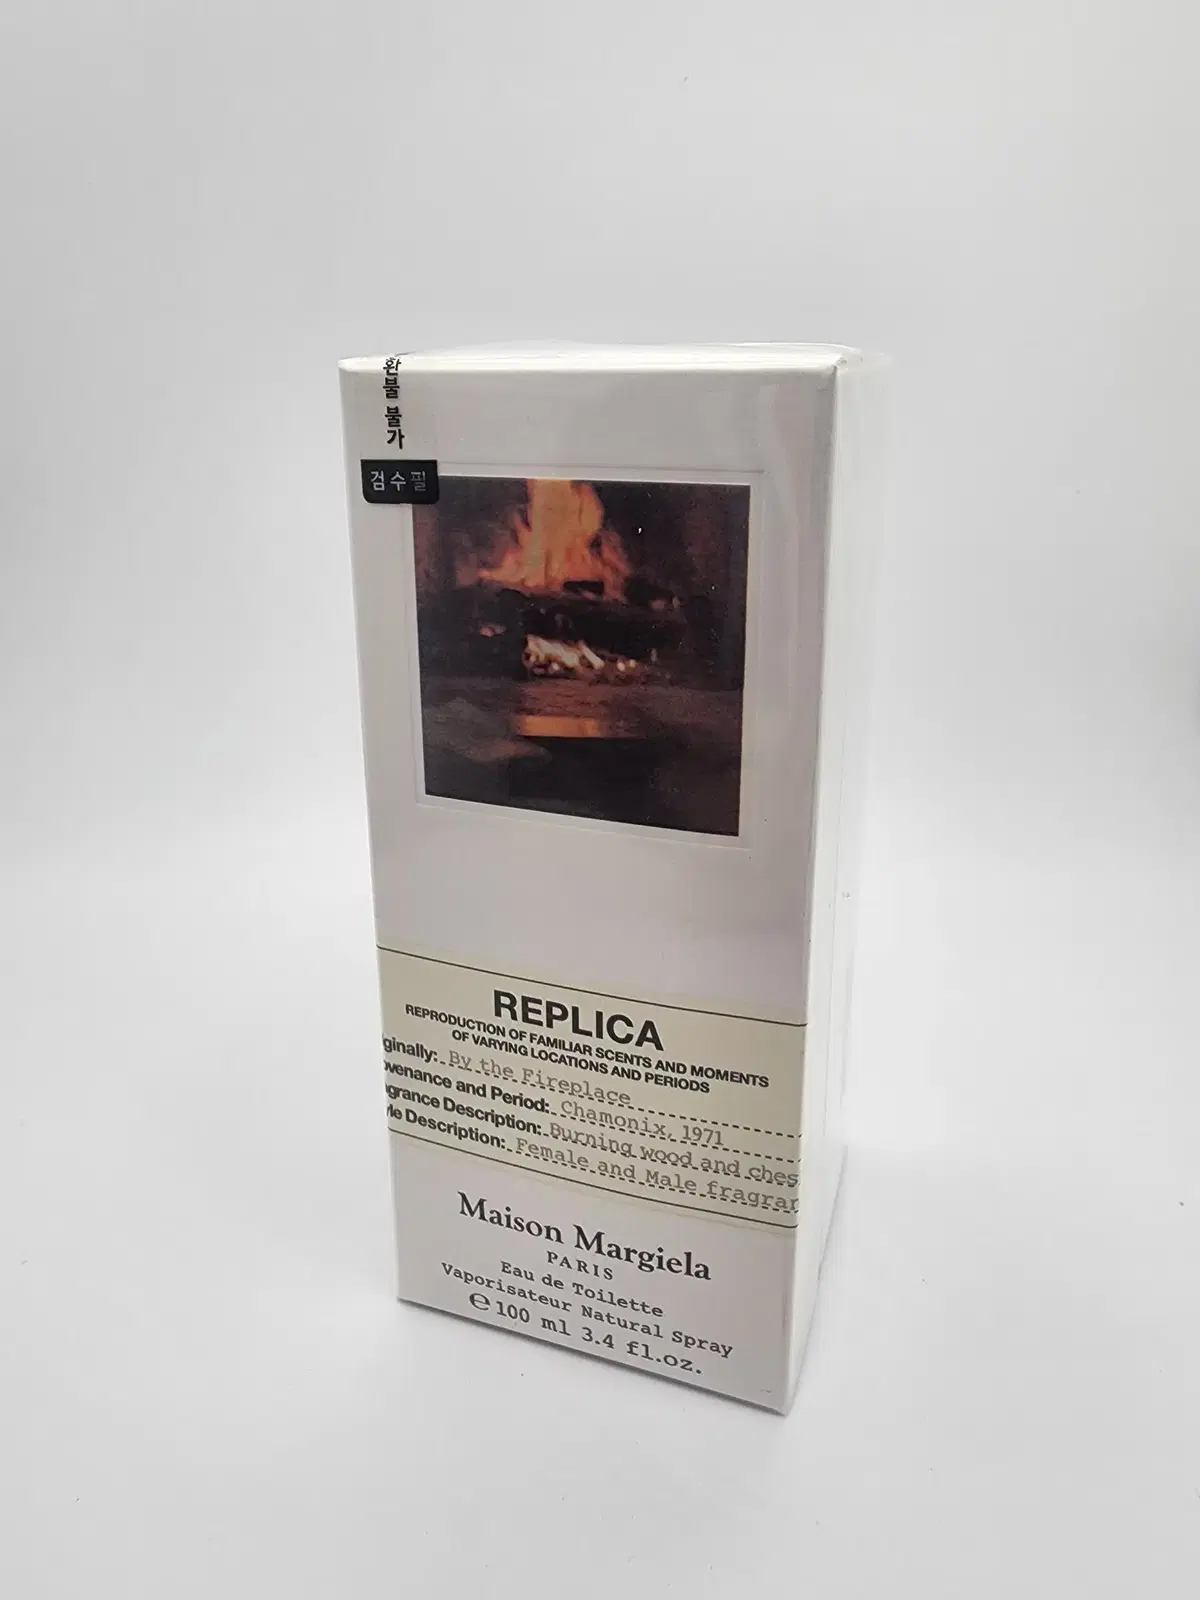 환불 불가
검수필
REPLICA
REPRODUCTION OF FAMILIAR SCENTS AND MOMENTS
OF VARYING LOCATIONS AND PERIODS
ginally: By the Fireplace
ovenance and Period: Chamonix, 1971
agrance Description: Burning wood and ches
yle Description: Female and Male fragran
Maison Margiela
PARIS
Eau de Toilette
Vaporisateur Natural Spray
℮ 100 ml 3.4 fl.oz.